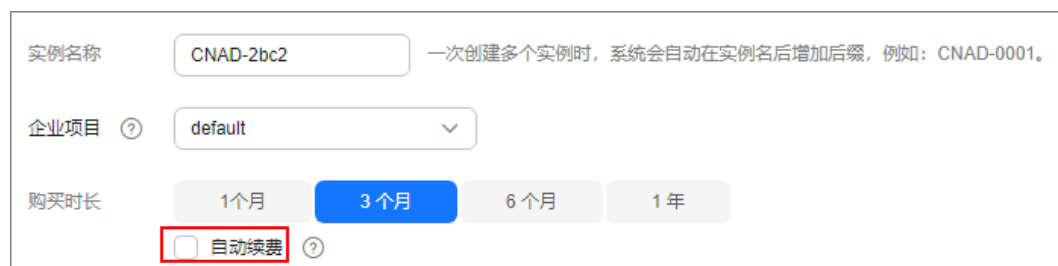 实例名称 CNAD-2bc2 一次创建多个实例时，系统会自动在实例名后增加后缀，例如：CNAD-0001。
企业项目 ? default
购买时长 1个月 3个月 6个月 1年
自动续费 ?